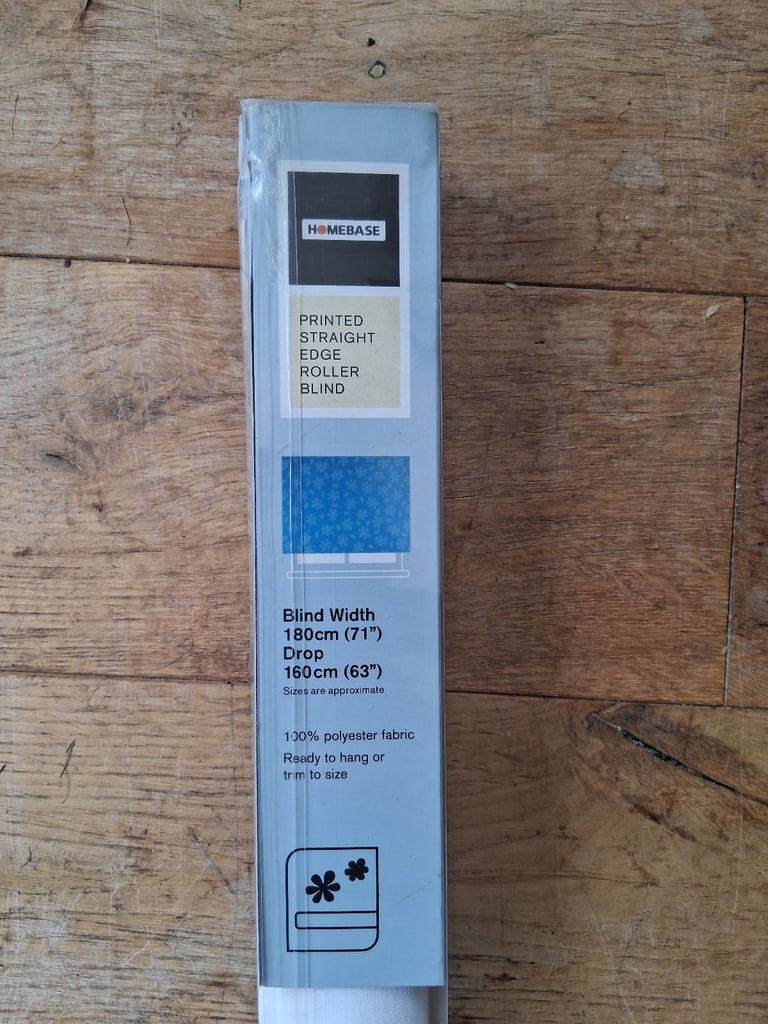 HOMEBASE
PRINTED
STRAIGHT
EDGE
ROLLER
BLIND
Blind Width
180cm (71")
Drop
160cm (63")
Sizes are approximate
100% polyester fabric
Ready to hang or
trim to size